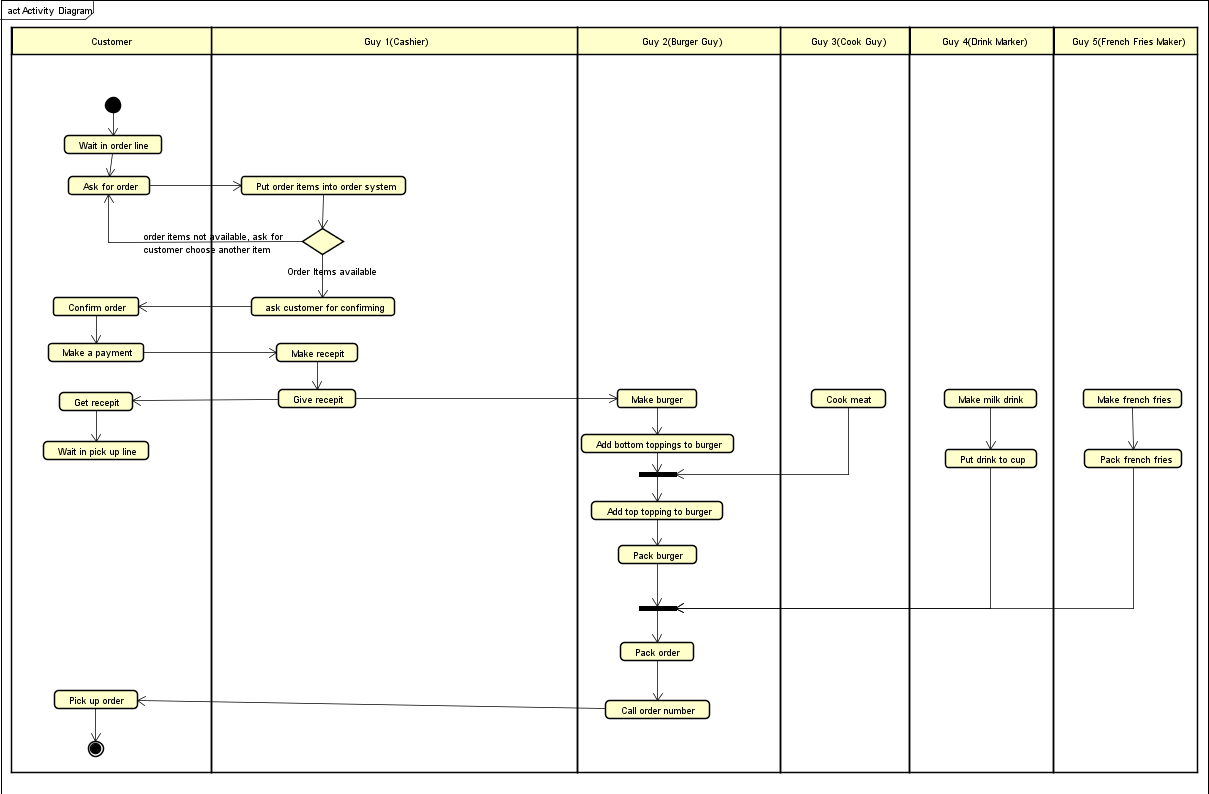 act Activity Diagram
Customer
Guy 1(Cashier)
Guy 2(Burger Guy)
Guy 3(Cook Guy)
Guy 4(Drink Marker)
Guy 5(French Fries Maker)
Wait in order line
Ask for order
Put order items into order system
order items not available, ask for
customer choose another item
Order Items available
Confirm order
ask customer for confirming
Make a payment
Make recepit
Get recepit
Give recepit
Make burger
Cook meat
Make milk drink
Make french fries
Wait in pick up line
Add bottom toppings to burger
Put drink to cup
Pack french fries
Add top topping to burger
Pack burger
Pack order
Pick up order
Call order number